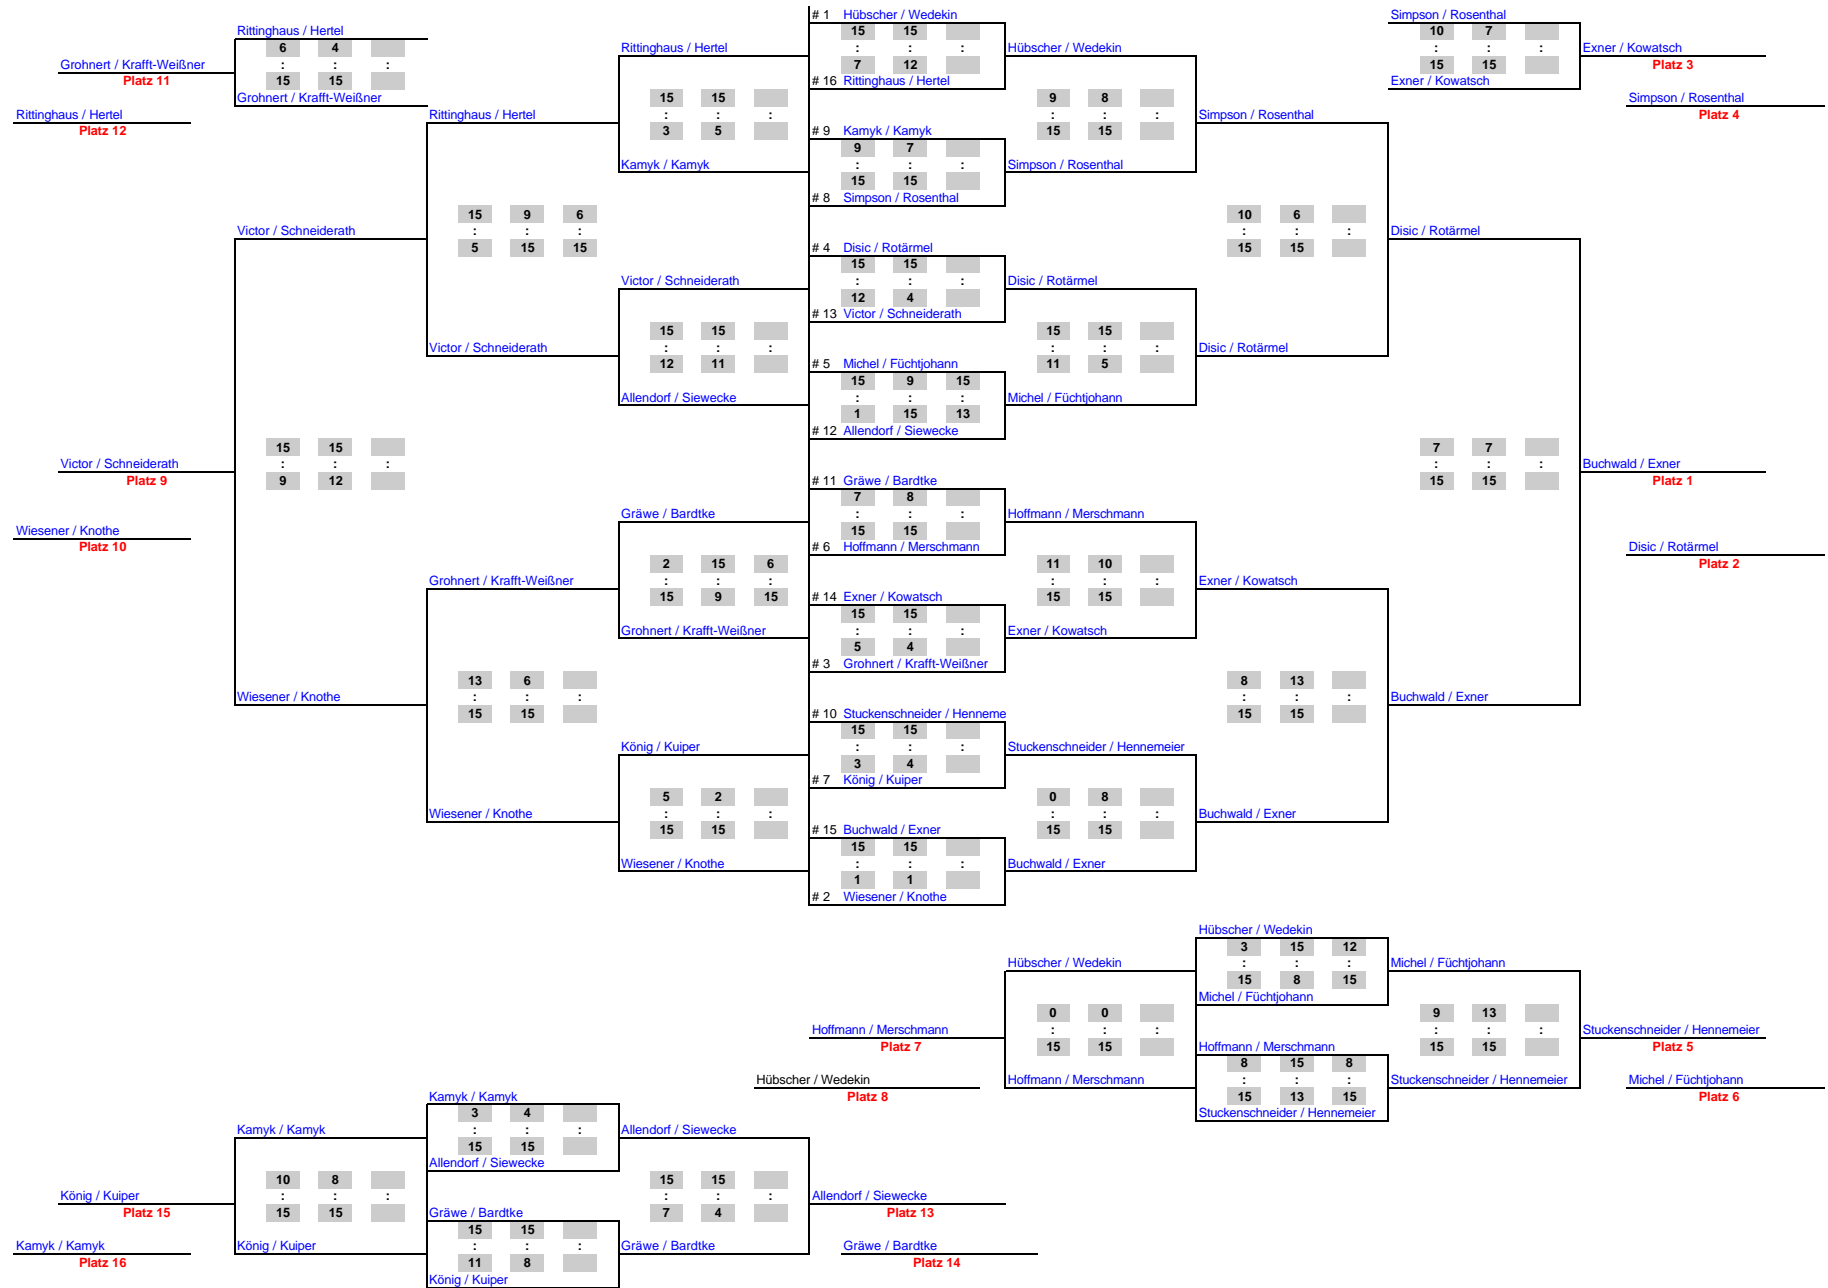 # 1 Hübscher / Wedekin
Simpson / Rosenthal
Rittinghaus / Hertel
15 15
10 7
6 4
Rittinghaus / Hertel
: : :
Hübscher / Wedekin
: : :
Exner / Kowatsch
Grohnert / Krafft-Weißner
: : :
7 12
15 15
Platz 3
Platz 11
15 15
# 16 Rittinghaus / Hertel
Exner / Kowatsch
Grohnert / Krafft-Weißner
15 15
9 8
Simpson / Rosenthal
Rittinghaus / Hertel
Rittinghaus / Hertel
: : :
: : :
Simpson / Rosenthal
Platz 4
Platz 12
3 5
# 9 Kamyk / Kamyk
15 15
9 7
Kamyk / Kamyk
: : :
Simpson / Rosenthal
15 15
# 8 Simpson / Rosenthal
15 9 6
10 6
Victor / Schneiderath
: : :
: : :
Disic / Rotärmel
5 15 15
# 4 Disic / Rotärmel
15 15
15 15
Victor / Schneiderath
: : :
Disic / Rotärmel
12 4
# 13 Victor / Schneiderath
15 15
15 15
Victor / Schneiderath
: : :
: : :
Disic / Rotärmel
12 11
# 5 Michel / Füchtjohann
11 5
15 9 15
Allendorf / Siewecke
: : :
Michel / Füchtjohann
1 15 13
# 12 Allendorf / Siewecke
15 15
7 7
Victor / Schneiderath
: : :
: : :
Buchwald / Exner
Platz 9
9 12
# 11 Gräwe / Bardtke
15 15
Platz 1
7 8
Gräwe / Bardtke
: : :
Hoffmann / Merschmann
Wiesener / Knothe
15 15
Platz 10
# 6 Hoffmann / Merschmann
Disic / Rotärmel
Platz 2
2 15 6
11 10
Grohnert / Krafft-Weißner
: : :
: : :
Exner / Kowatsch
15 9 15
# 14 Exner / Kowatsch
15 15
15 15
Grohnert / Krafft-Weißner
: : :
Exner / Kowatsch
5 4
# 3 Grohnert / Krafft-Weißner
13 6
8 13
Wiesener / Knothe
: : :
: : :
Buchwald / Exner
15 15
# 10 Stuckenschneider / Henneme
15 15
15 15
König / Kuiper
: : :
Stuckenschneider / Hennemeier
3 4
# 7 König / Kuiper
5 2
0 8
Wiesener / Knothe
: : :
: : :
Buchwald / Exner
15 15
# 15 Buchwald / Exner
15 15
15 15
Wiesener / Knothe
: : :
Buchwald / Exner
1 1
# 2 Wiesener / Knothe
Hübscher / Wedekin
3 15 12
Hübscher / Wedekin
: : :
Michel / Füchtjohann
15 8 15
Michel / Füchtjohann
0 0
9 13
Hoffmann / Merschmann
: : :
: : :
Stuckenschneider / Hennemeier
Platz 7
15 15
Hoffmann / Merschmann
15 15
Platz 5
8 15 8
Hübscher / Wedekin
Hoffmann / Merschmann
: : :
Stuckenschneider / Hennemeier
Michel / Füchtjohann
Platz 8
15 13 15
Platz 6
Kamyk / Kamyk
Stuckenschneider / Hennemeier
3 4
Kamyk / Kamyk
: : :
Allendorf / Siewecke
15 15
Allendorf / Siewecke
10 8
15 15
König / Kuiper
: : :
: : :
Allendorf / Siewecke
Platz 15
15 15
Gräwe / Bardtke
7 4
Platz 13
15 15
Kamyk / Kamyk
König / Kuiper
: : :
Gräwe / Bardtke
Gräwe / Bardtke
Platz 16
11 8
Platz 14
König / Kuiper